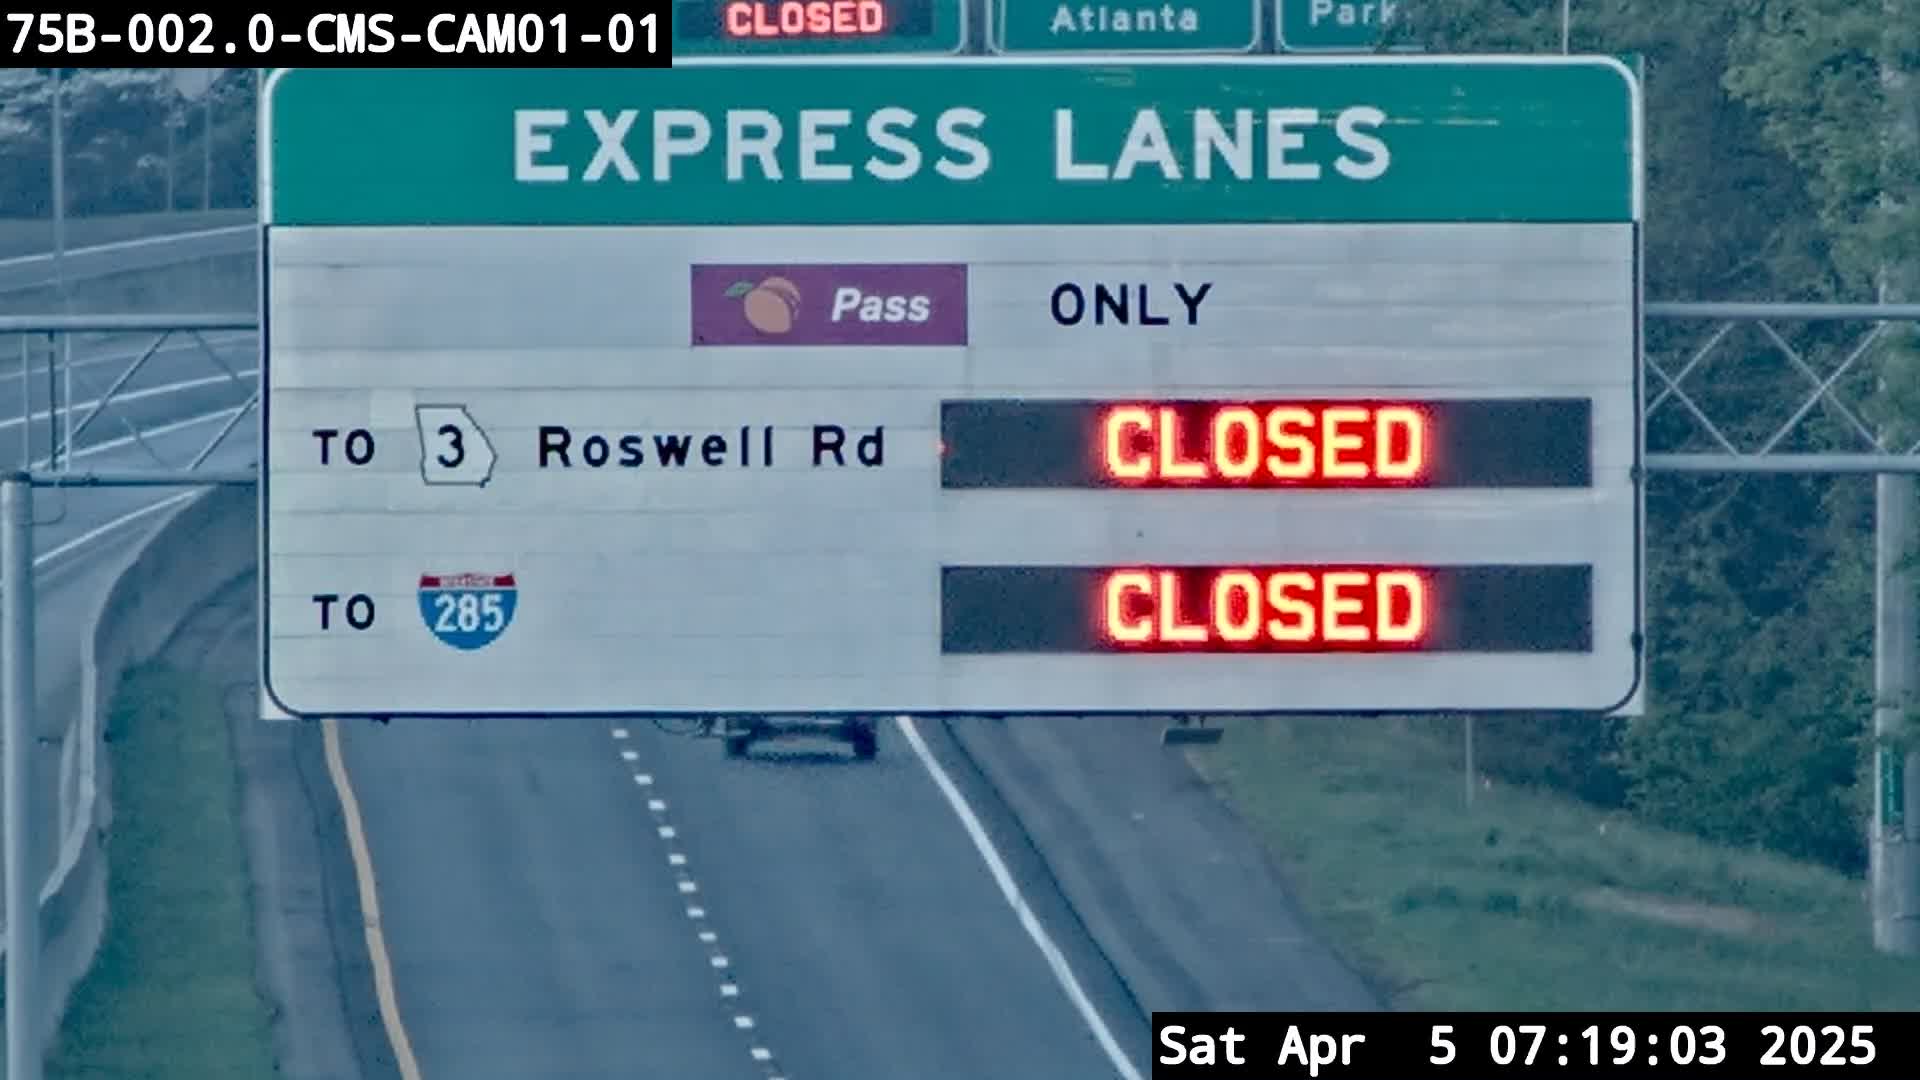 75B-002.0-CMS-CAM01-01
CLOSED
Atlanta
Park
EXPRESS LANES
Pass ONLY
TO 3 Roswell Rd CLOSED
INTERSTATE
TO 285 CLOSED
Sat Apr 5 07:19:03 2025